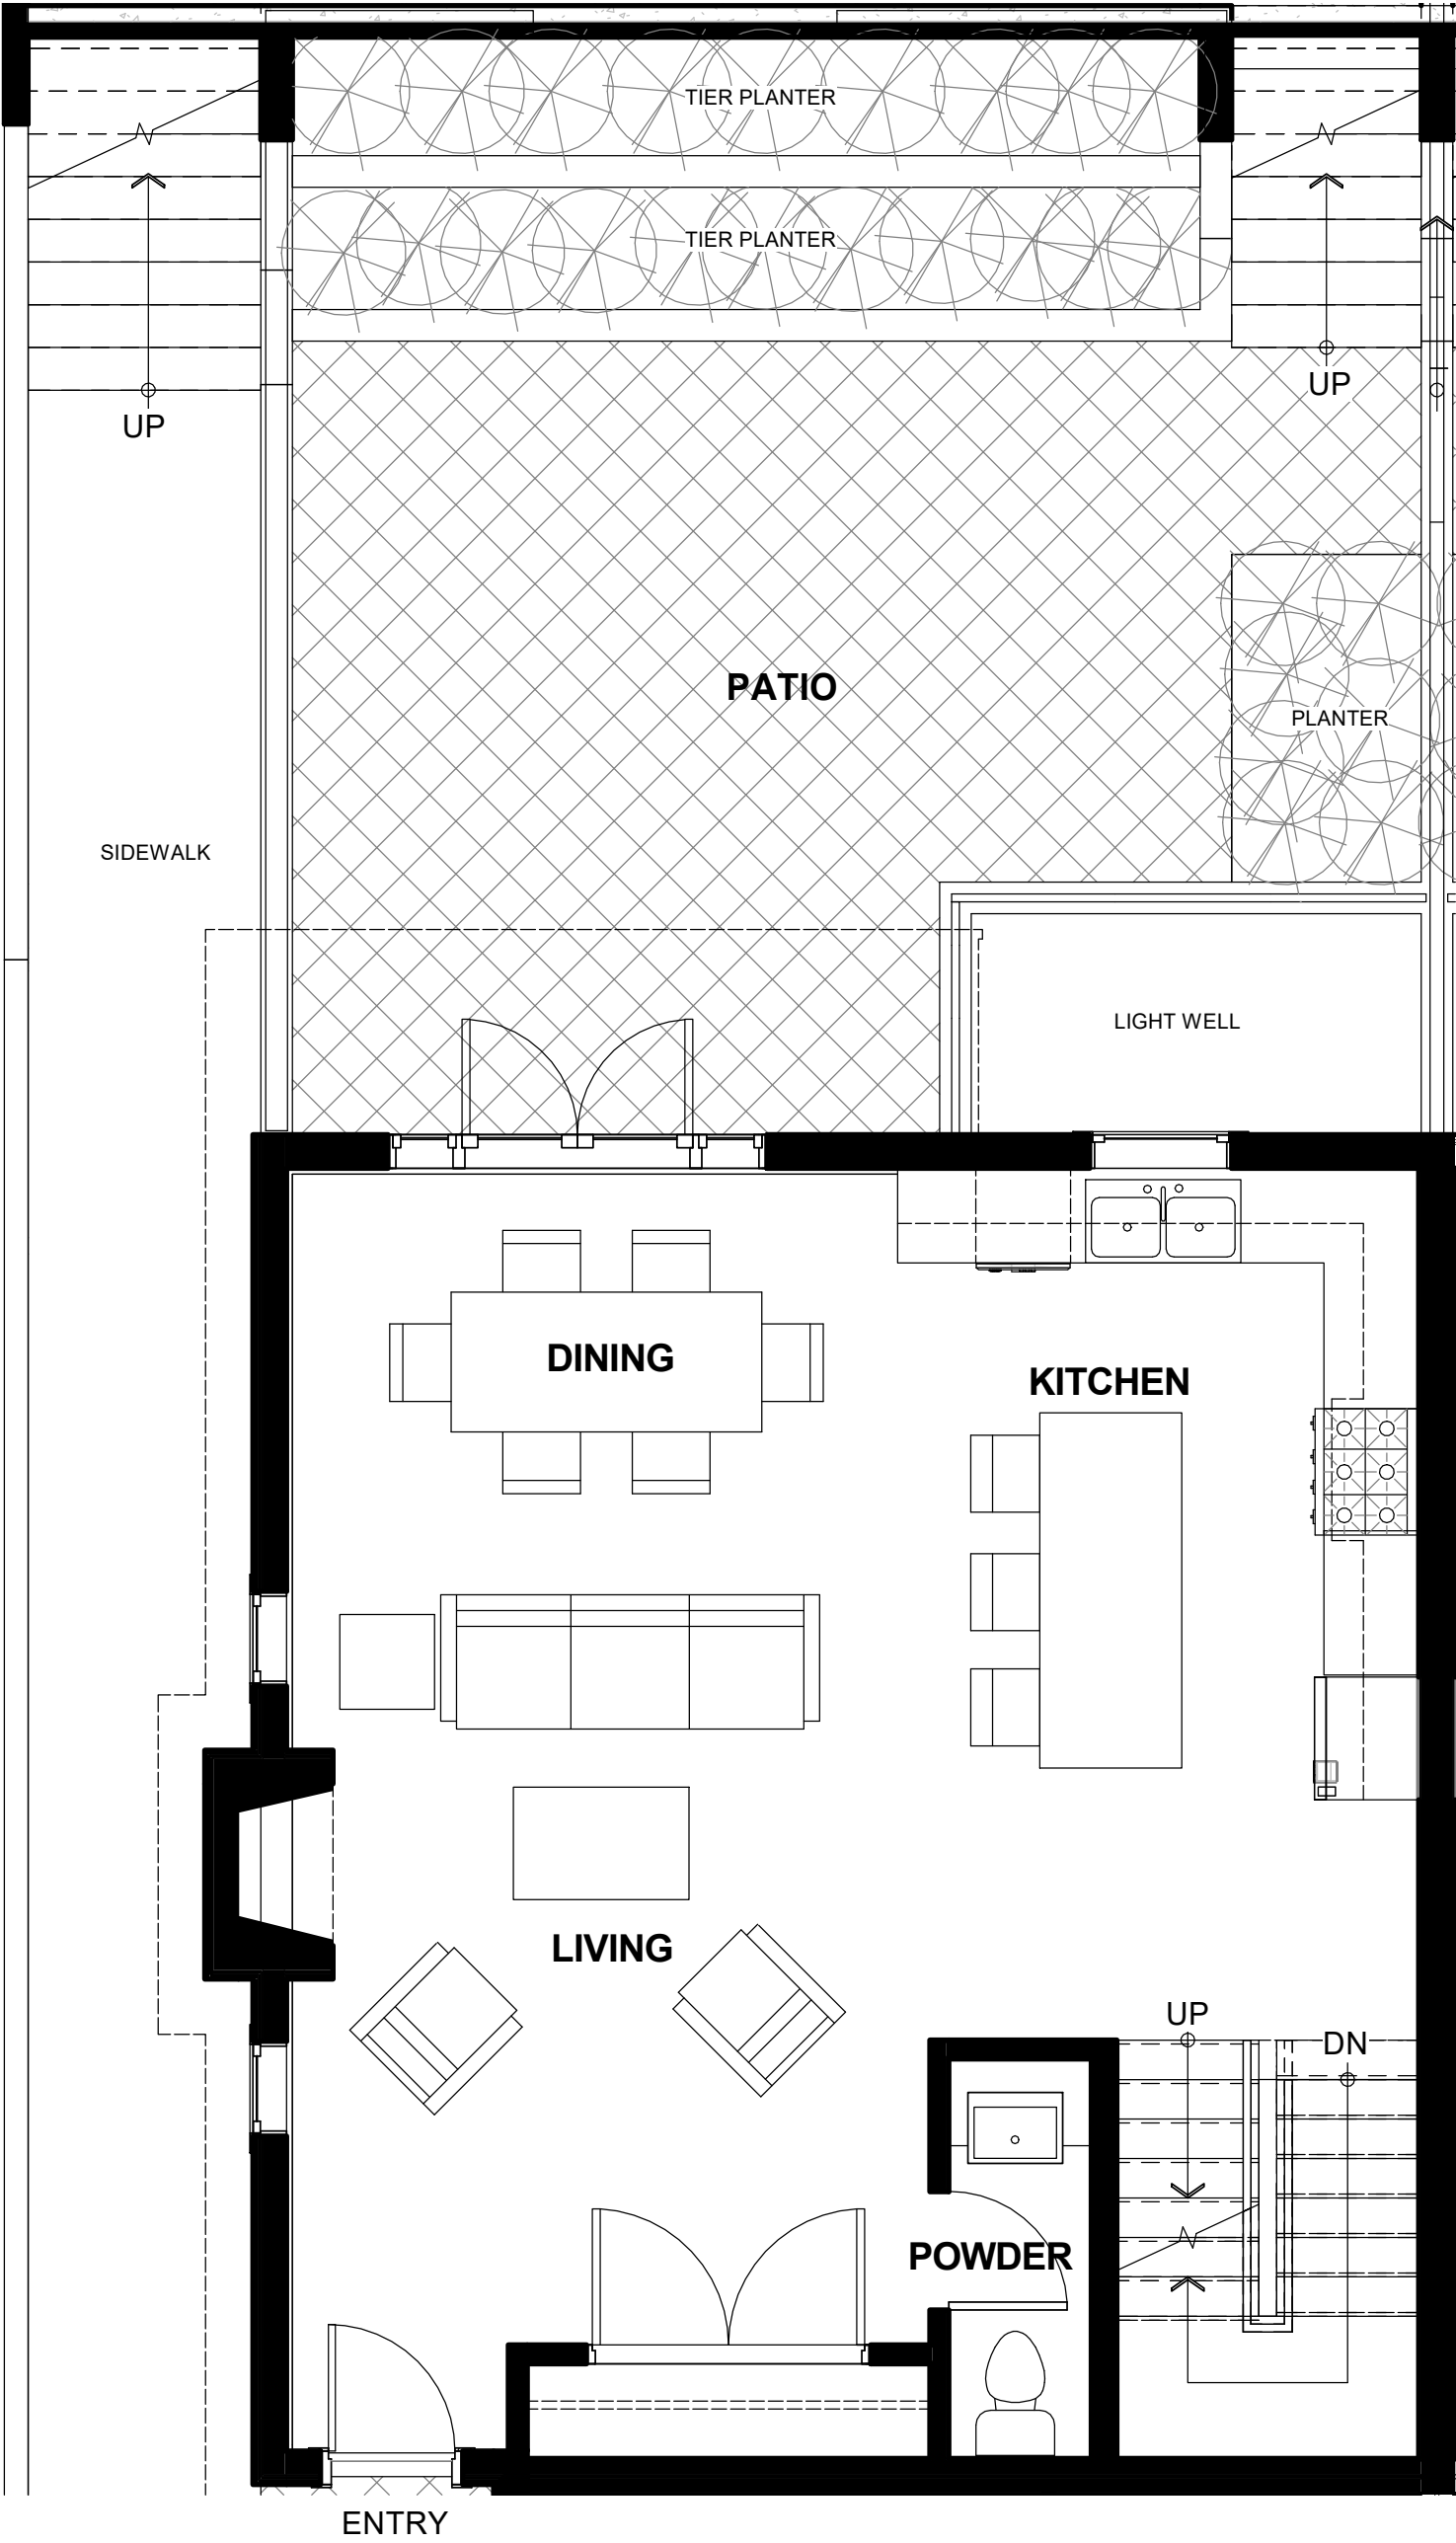 TIER PLANTER
TIER PLANTER
UP
UP
PATIO
PLANTER
SIDEWALK
LIGHT WELL
DINING
KITCHEN
LIVING
UP
DN
POWDER
ENTRY